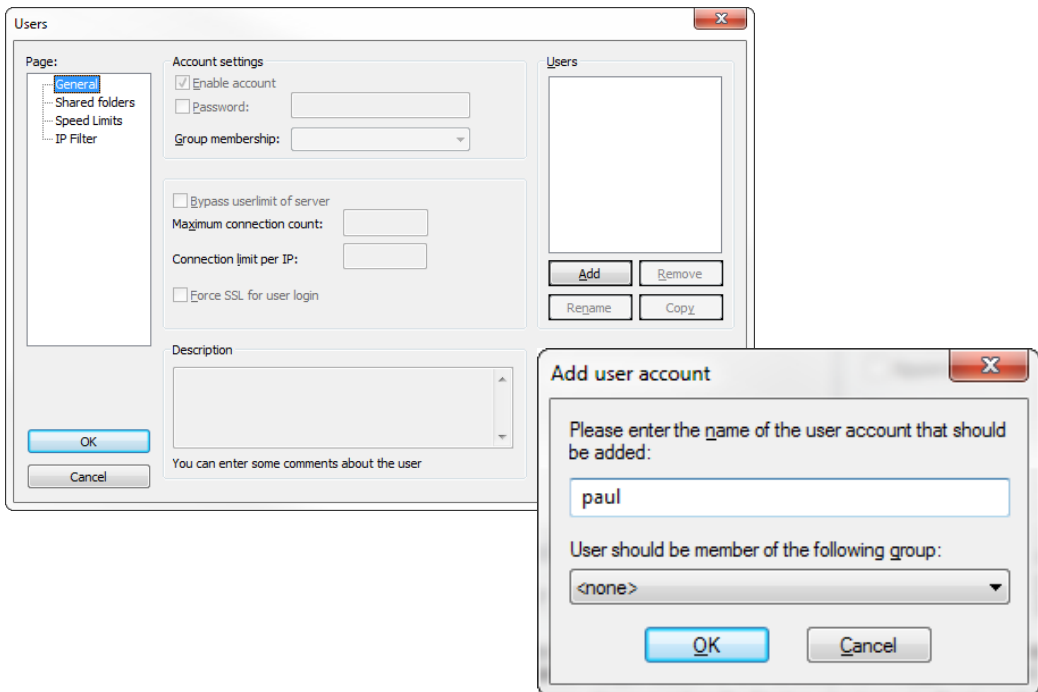 Users
Page:
General
Shared folders
Speed Limits
IP Filter
OK
Cancel
Account settings
Enable account
Password:
Group membership:
Bypass userlimit of server
Maximum connection count:
Connection limit per IP:
Force SSL for user login
Description
You can enter some comments about the user
Users
Add Remove
Rename Copy
Add user account
Please enter the name of the user account that should
be added:
paul
User should be member of the following group:
<none>
OK Cancel